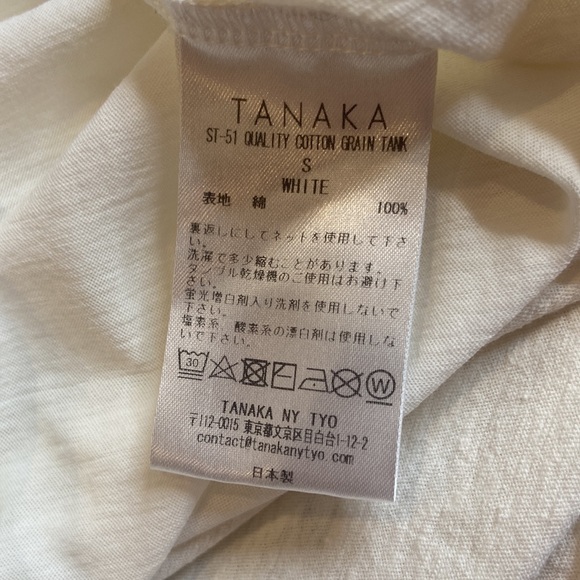 TANAKA
ST-51 QUALITY COTTON GRAIN TANK
S
WHITE
表地 綿 100%
裏返しにしてネットを使用して下さ
い。
洗濯で多少縮むことがあります。
タンブル乾燥機のご使用はお避け下
さい。
蛍光増白剤入り洗剤を使用しないで
下さい。
塩素系、酸素系の漂白剤は使用しな
いで下さい。
30 W
TANAKA NY TYO
〒112-0015 東京都文京区目白台1-12-2
contact@tanakanytyo.com
日本製